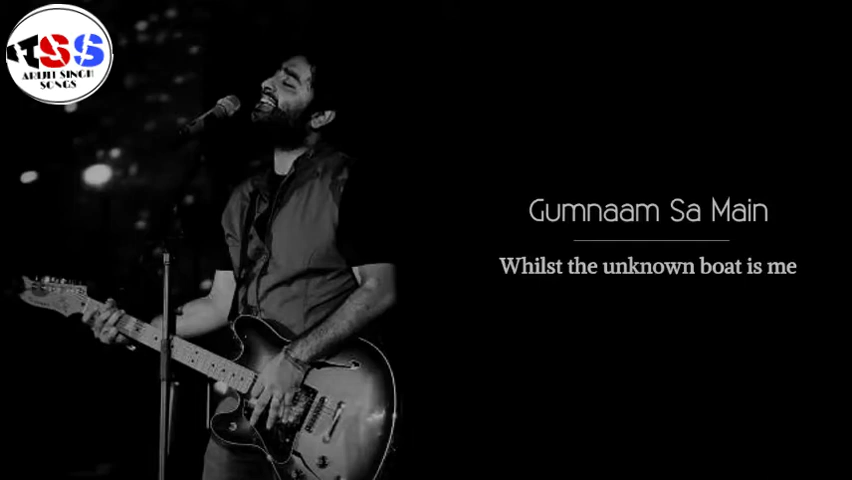 ASS
ARIJIT SINGH
SONGS
Gumnaam Sa Main
Whilst the unknown boat is me